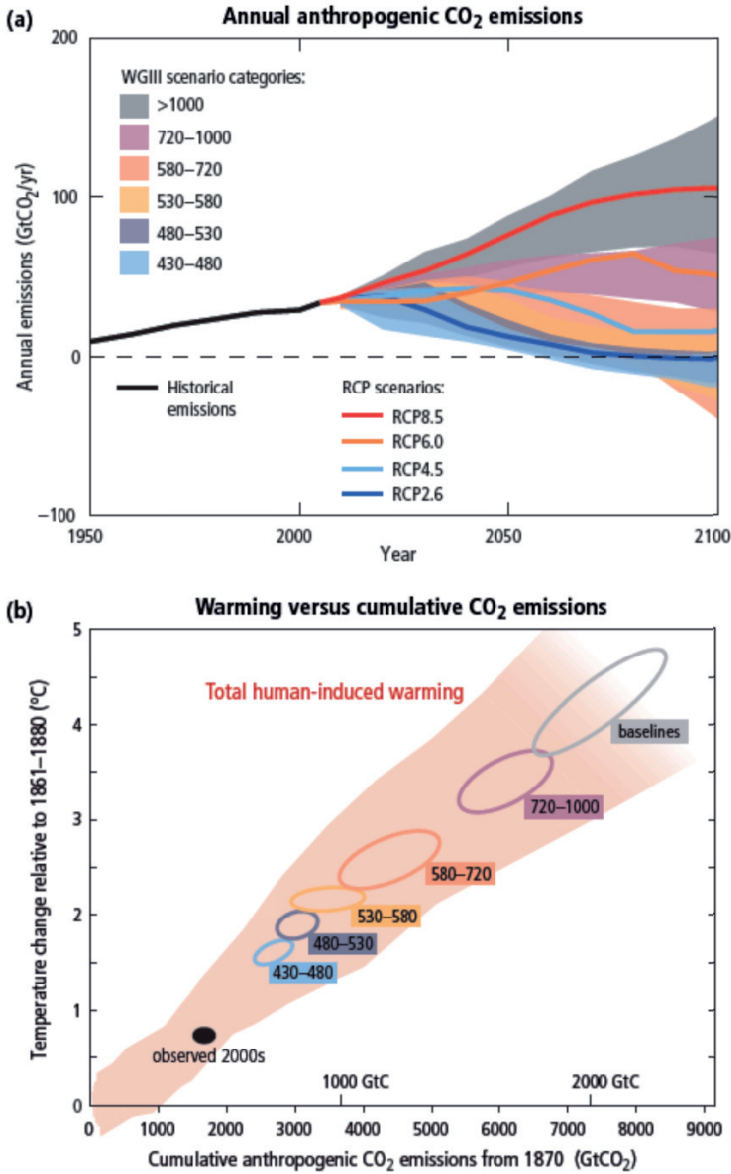 (a)
Annual anthropogenic CO2 emissions
200
100
0
−100
Annual emissions (GtCO2/yr)
WGIII scenario categories:
>1000
720–1000
580–720
530–580
480–530
430–480
Historical
emissions
RCP scenarios:
RCP8.5
RCP6.0
RCP4.5
RCP2.6
1950
2000
2050
2100
Year
(b)
Warming versus cumulative CO2 emissions
5
4
3
2
1
0
Temperature change relative to 1861–1880 (°C)
Total human-induced warming
baselines
720–1000
580–720
530–580
480–530
430–480
observed 2000s
1000 GtC
2000 GtC
0
1000
2000
3000
4000
5000
6000
7000
8000
9000
Cumulative anthropogenic CO2 emissions from 1870 (GtCO2)